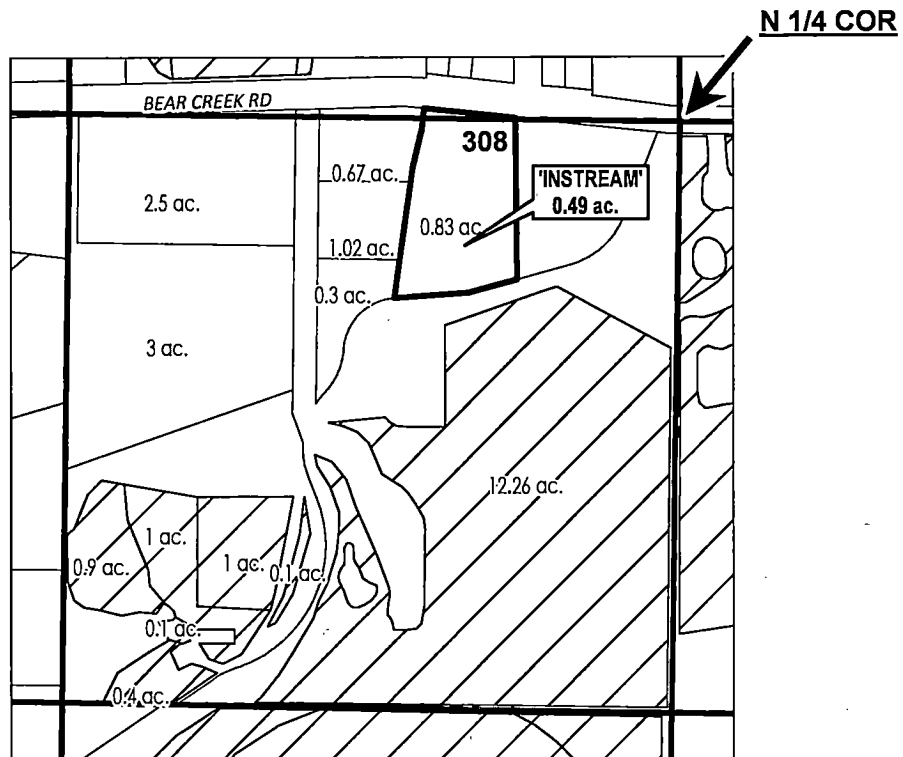 N 1/4 COR
BEAR CREEK RD
308
0.67 ac.
'INSTREAM'
0.49 ac.
2.5 ac.
0.83 ac
1.02 ac.
0.3 ac.
3 ac.
12.26 ac.
1 ac.
0.9 ac.
1 ac.
0.1 ac.
0.1 ac.
0.4 ac.